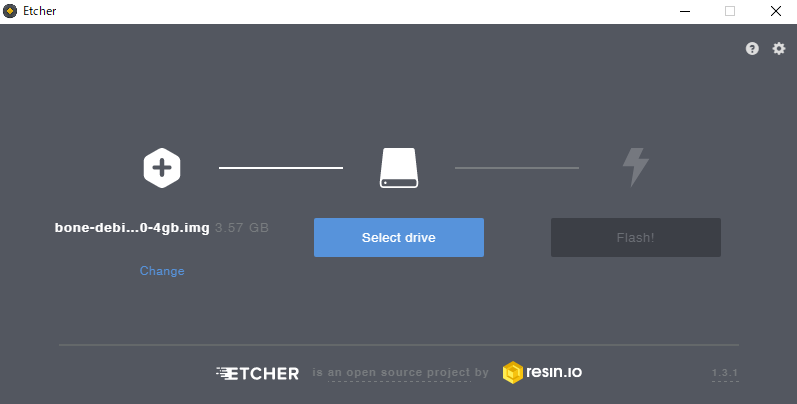 Etcher
bone-debi...0-4gb.img 3.57 GB
Select drive
Flash!
Change
ETCHER is an open source project by resin.io
1.3.1